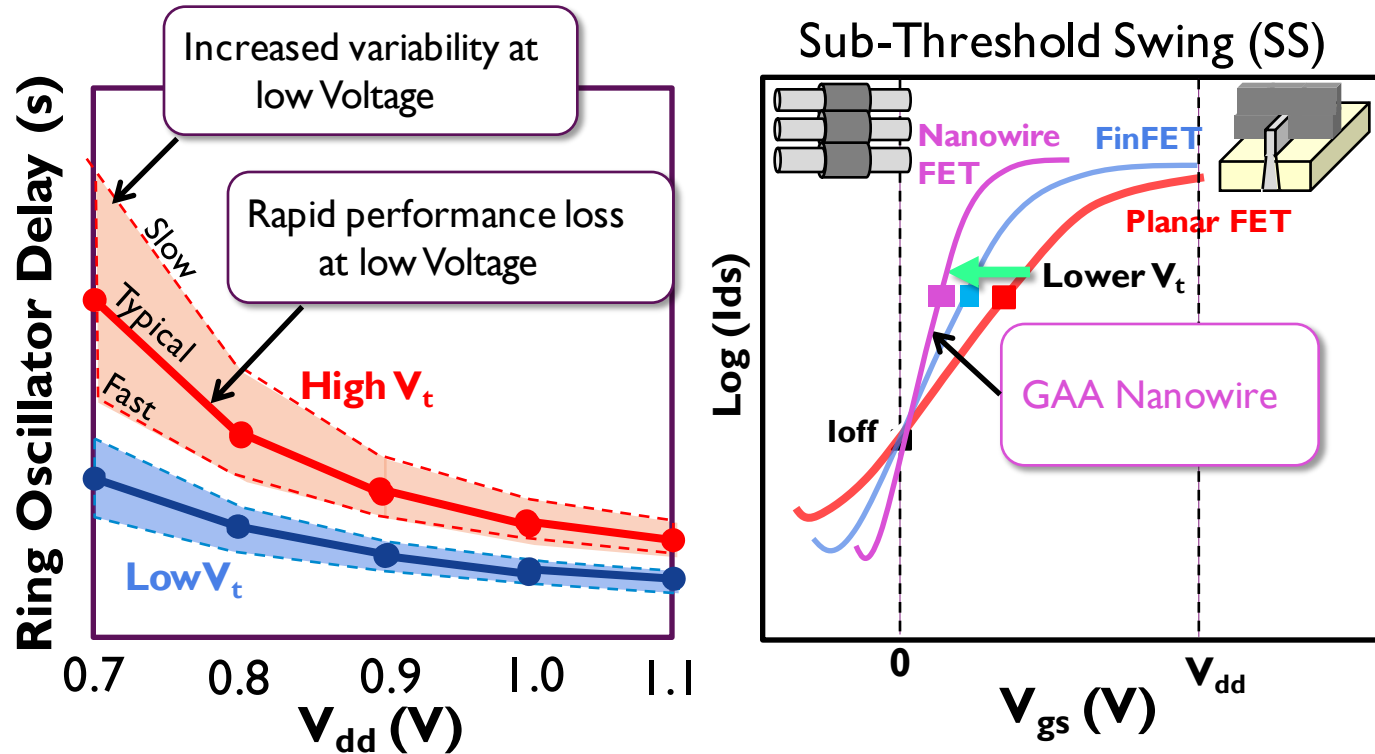 Increased variability at
low Voltage
Rapid performance loss
at low Voltage
Slow
Typical
Fast
High Vt
Low Vt
Ring Oscillator Delay (s)
0.7
0.8
0.9
1.0
1.1
Vdd (V)
Sub-Threshold Swing (SS)
Nanowire
FET
FinFET
Planar FET
Lower Vt
GAA Nanowire
Ioff
Log (Ids)
0
Vdd
Vgs (V)